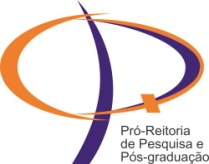 Pró-Reitoria
de Pesquisa e
Pós-graduação